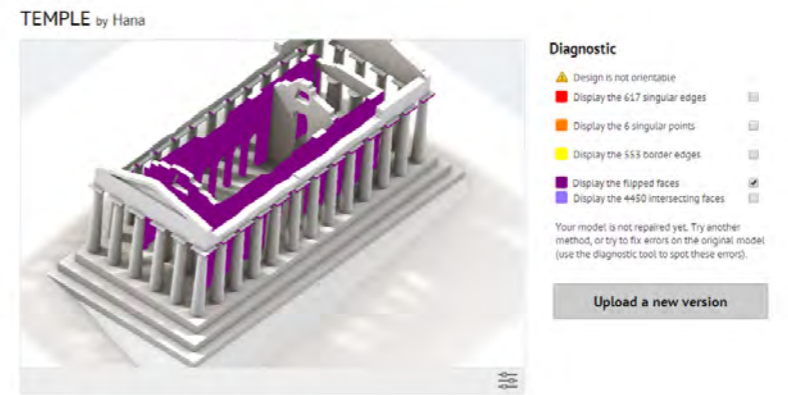 TEMPLE by Hana
Diagnostic
Design is not orientable
Display the 617 singular edges
Display the 6 singular points
Display the 553 border edges
Display the flipped faces
Display the 4450 intersecting faces
Your model is not repaired yet. Try another
method, or try to fix errors on the original model
(use the diagnostic tool to spot these errors).
Upload a new version